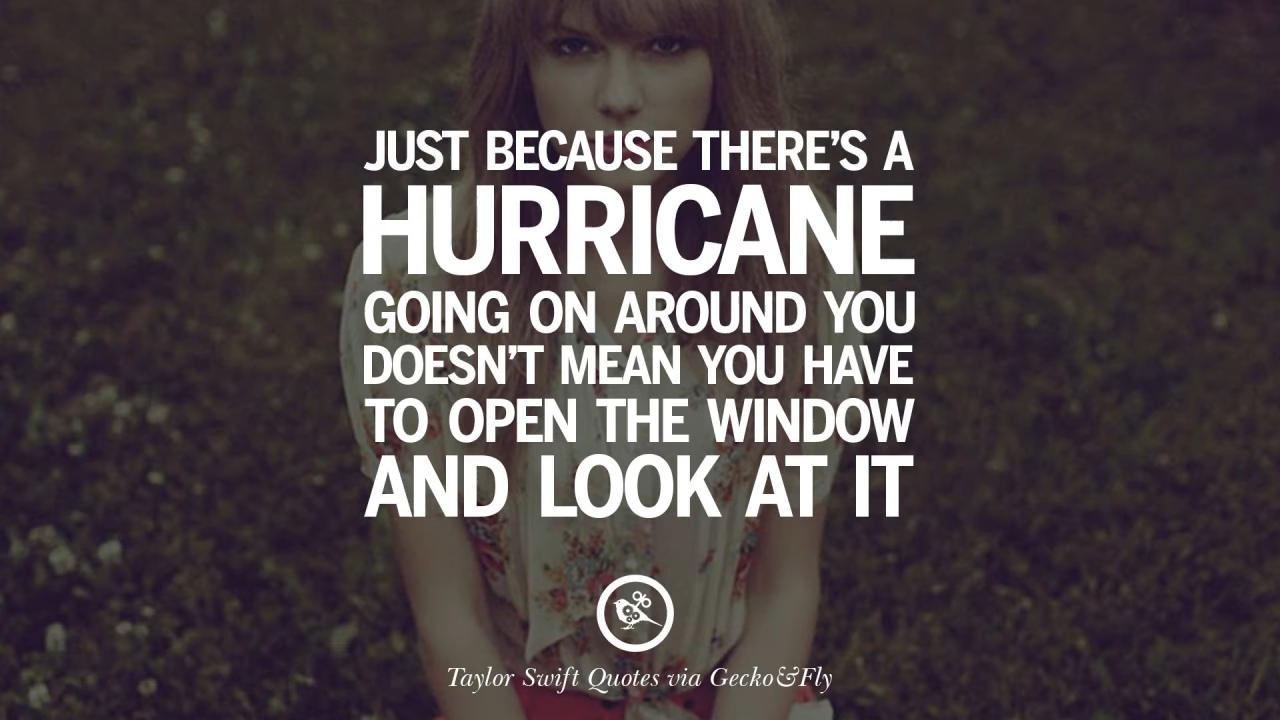 JUST BECAUSE THERE'S A
HURRICANE
GOING ON AROUND YOU
DOESN'T MEAN YOU HAVE
TO OPEN THE WINDOW
AND LOOK AT IT
Taylor Swift Quotes via Gecko&Fly